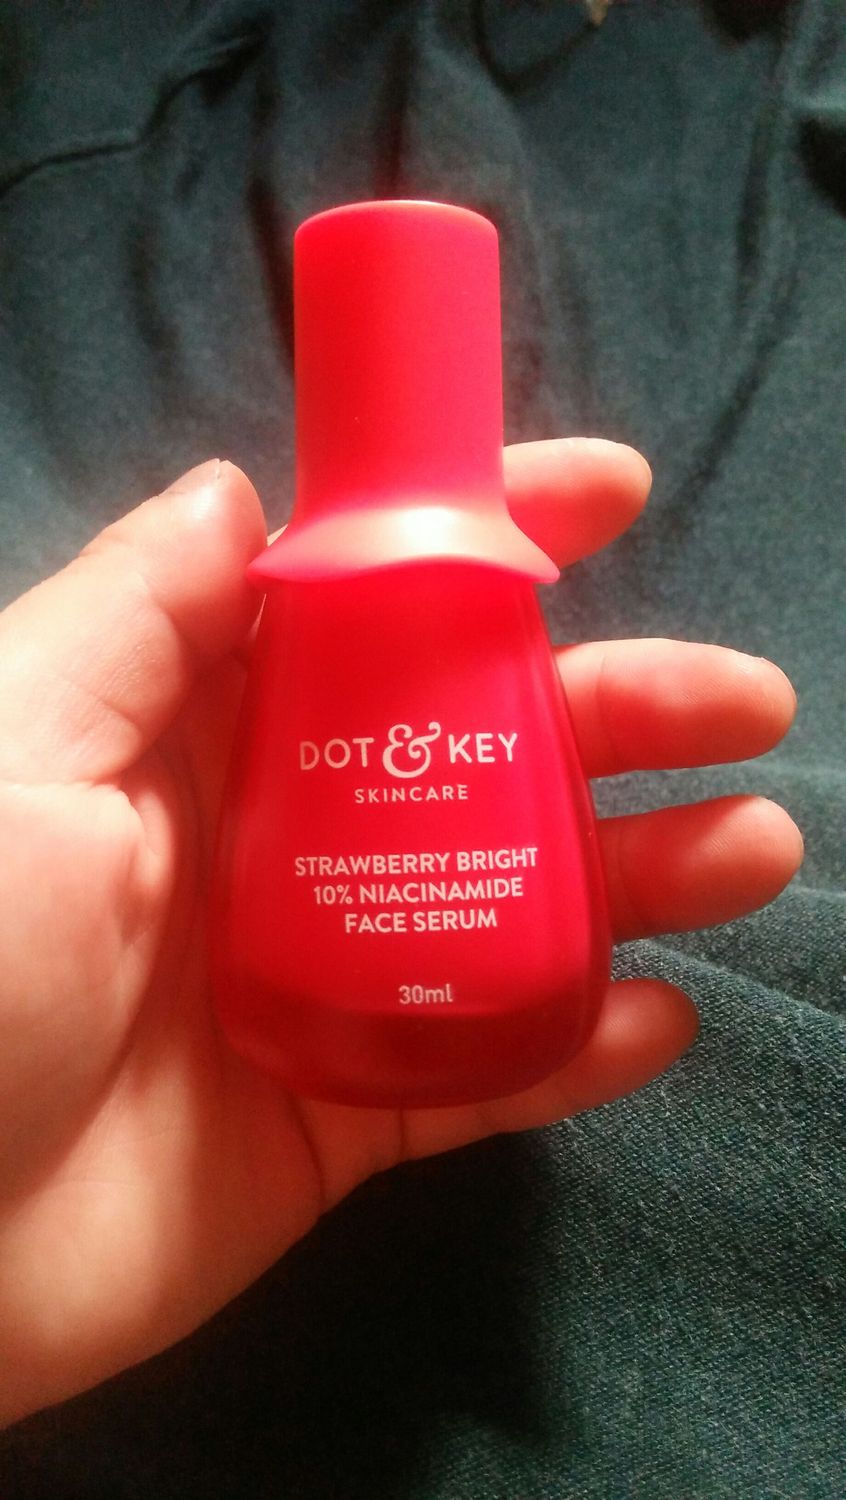 DOT & KEY
SKINCARE
STRAWBERRY BRIGHT
10% NIACINAMIDE
FACE SERUM
30ml